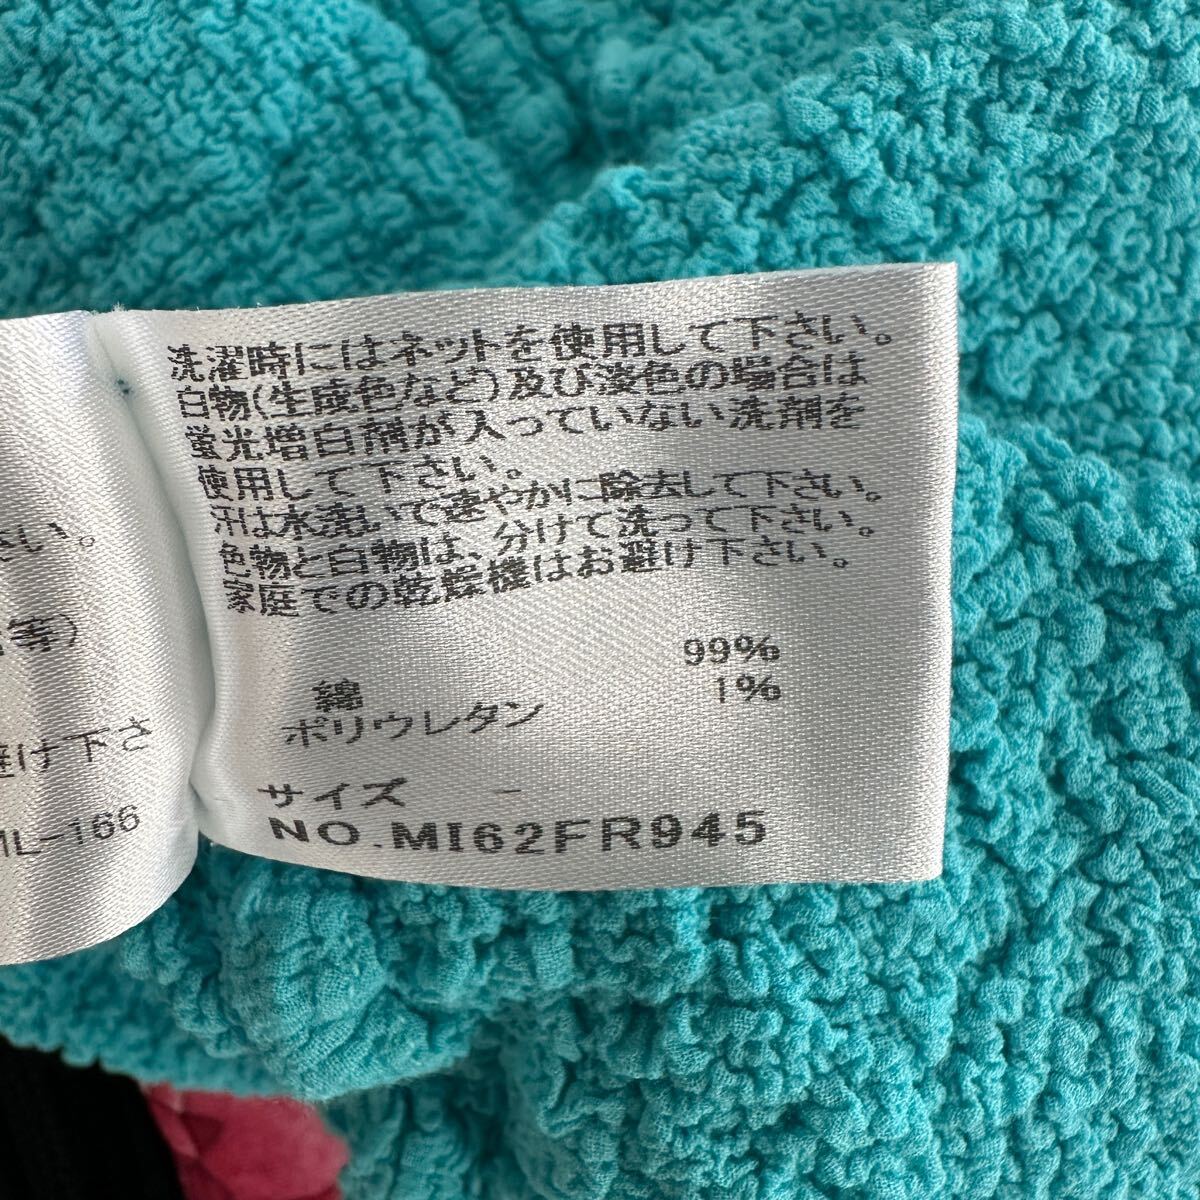 洗濯時にはネットを使用して下さい。
白物(生成色など)及び淡色の場合は
蛍光増白剤が入っていない洗剤を
使用して下さい。
汗は水洗いで速やかに除去して下さい。
色物と白物は、分けて洗って下さい。
家庭での乾燥機はお避け下さい。
綿 99%
ポリウレタン 1%
サイズ -
NO.MI62FR945
さい。
等)
避け下さ
ML-166